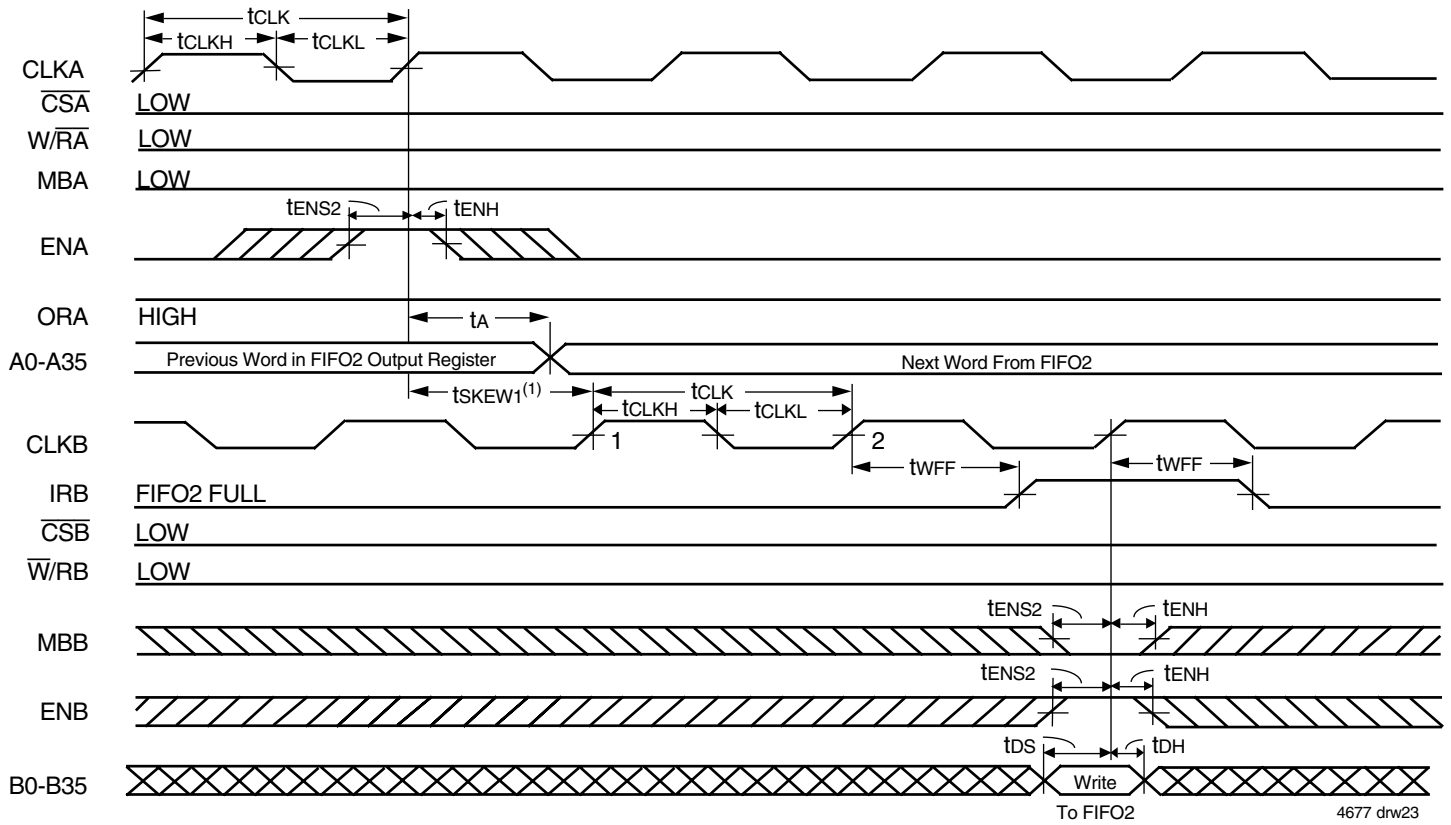 tCLK
tCLKH tCLKL
CLKA
CSA LOW
W/RA LOW
MBA LOW
tENS2 tENH
ENA
ORA HIGH
tA
A0-A35 Previous Word in FIFO2 Output Register Next Word From FIFO2
tSKEW1(1) tCLK
tCLKH tCLKL
CLKB 1 2
tWFF tWFF
IRB FIFO2 FULL
CSB LOW
W/RB LOW
tENS2 tENH
MBB
tENS2 tENH
ENB
tDS tDH
B0-B35 Write
To FIFO2 4677 drw23